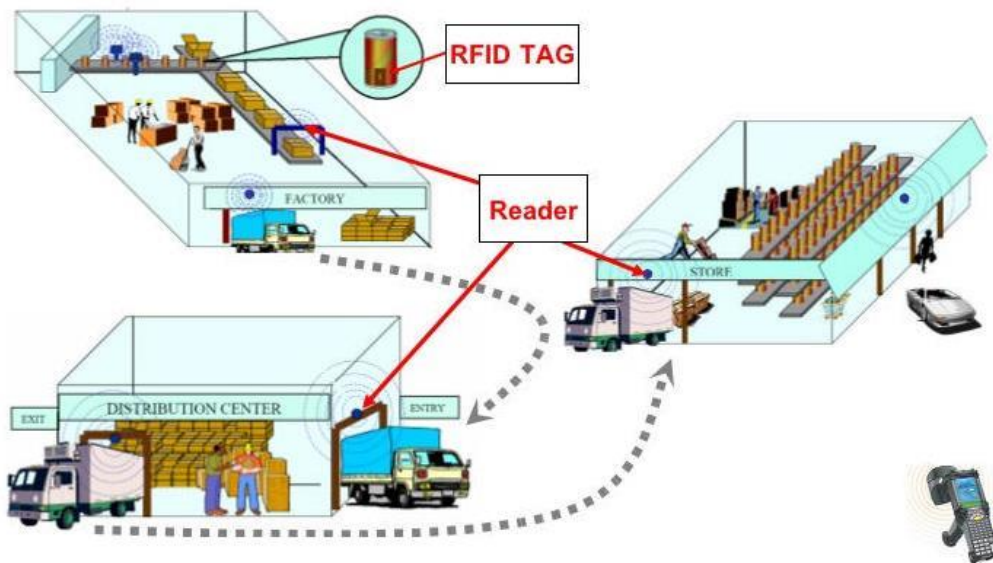 RFID TAG
FACTORY
Reader
STORE
EXIT
DISTRIBUTION CENTER
ENTRY